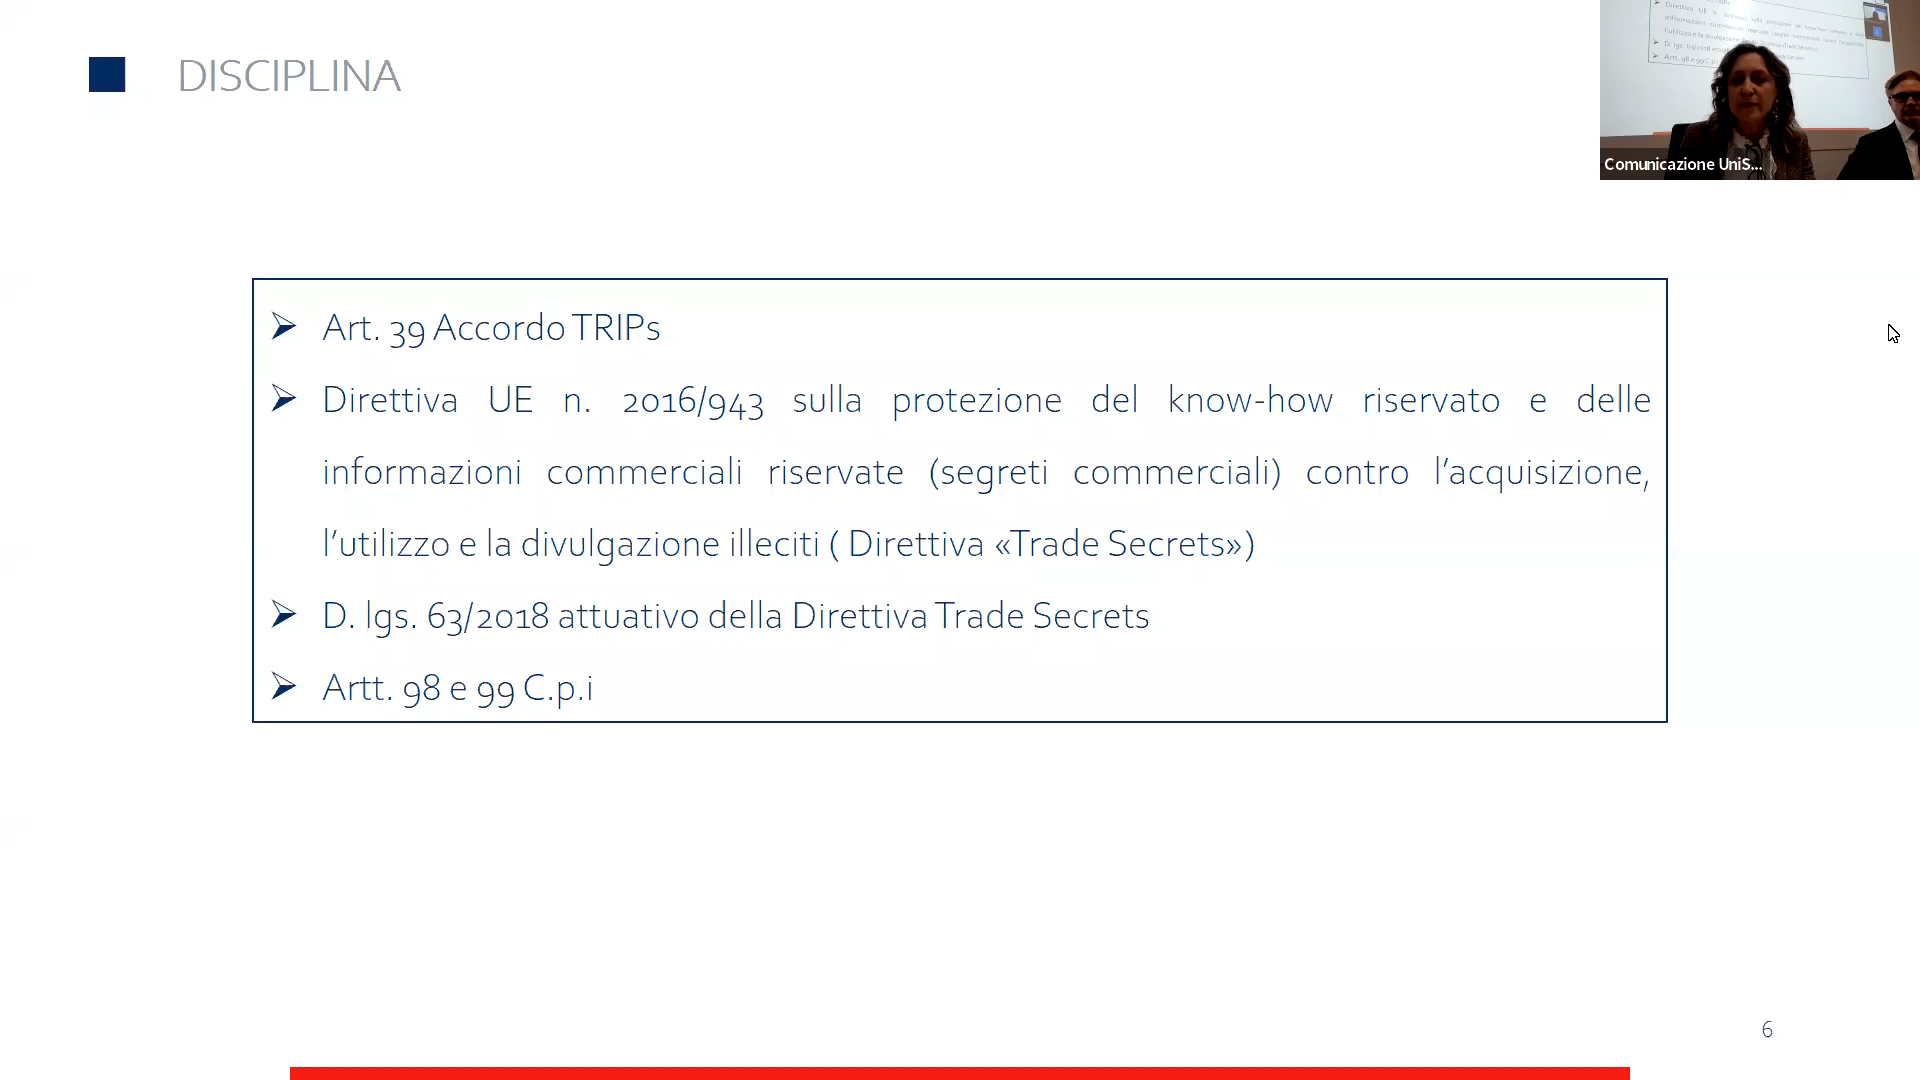 DISCIPLINA
Comunicazione UniS...
➢ Art. 39 Accordo TRIPs
➢ Direttiva UE n. 2016/943 sulla protezione del know-how riservato e delle
informazioni commerciali riservate (segreti commerciali) contro l’acquisizione,
l’utilizzo e la divulgazione illeciti ( Direttiva «Trade Secrets»)
➢ D. lgs. 63/2018 attuativo della Direttiva Trade Secrets
➢ Artt. 98 e 99 C.p.i
6